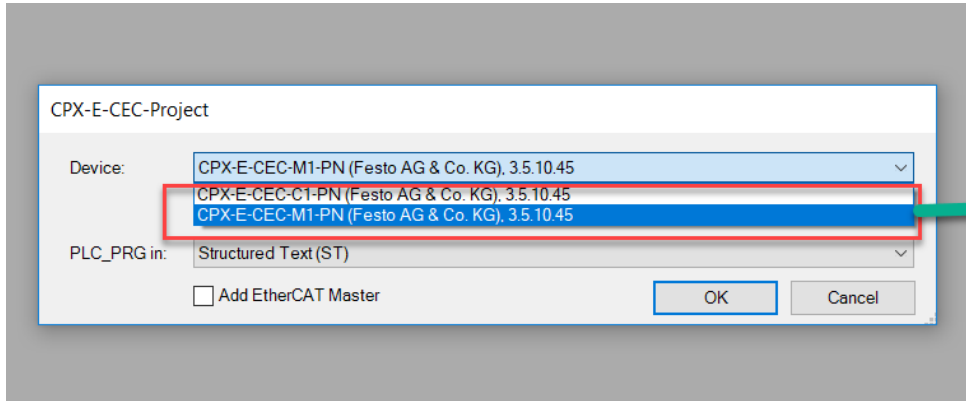 CPX-E-CEC-Project
Device: CPX-E-CEC-M1-PN (Festo AG & Co. KG), 3.5.10.45
CPX-E-CEC-C1-PN (Festo AG & Co. KG), 3.5.10.45
CPX-E-CEC-M1-PN (Festo AG & Co. KG), 3.5.10.45
PLC_PRG in: Structured Text (ST)
Add EtherCAT Master OK Cancel